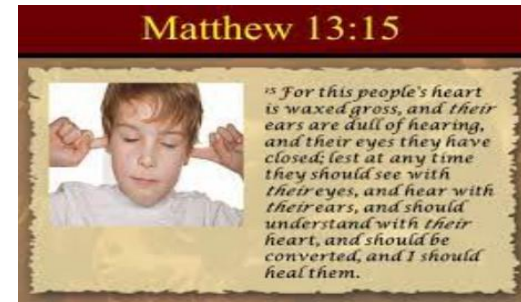 Matthew 13:15
15 For this people's heart
is waxed gross, and their
ears are dull of hearing,
and their eyes they have
closed; lest at any time
they should see with
their eyes, and hear with
their ears, and should
understand with their
heart, and should be
converted, and I should
heal them.